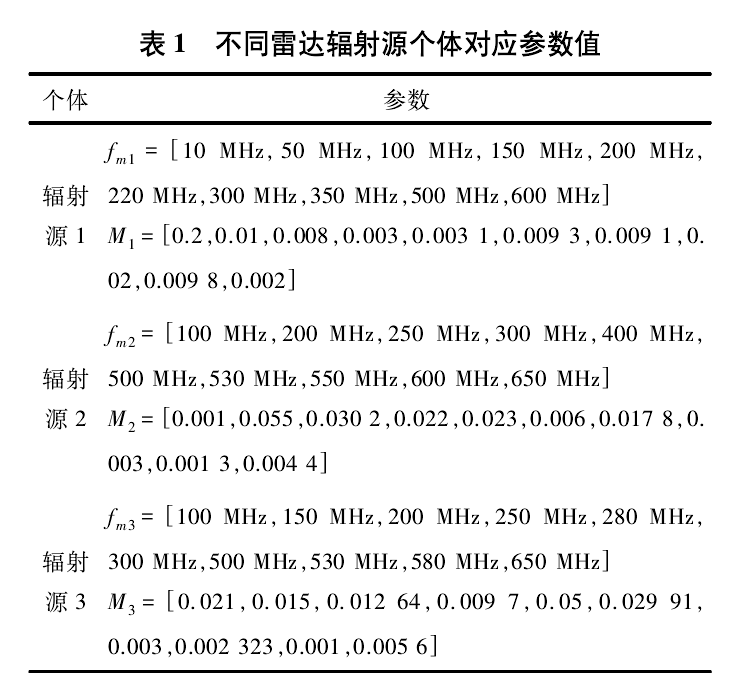 表 1 不同雷达辐射源个体对应参数值
个体 参数
f_{m1} = [10 MHz, 50 MHz, 100 MHz, 150 MHz, 200 MHz,
辐射 220 MHz,300 MHz,350 MHz,500 MHz,600 MHz]
源 1 M_1 = [0.2,0.01,0.008,0.003,0.003 1,0.009 3,0.009 1,0.
02,0.009 8,0.002]
f_{m2} = [100 MHz,200 MHz,250 MHz,300 MHz,400 MHz,
辐射 500 MHz,530 MHz,550 MHz,600 MHz,650 MHz]
源 2 M_2 = [0.001,0.055,0.030 2,0.022,0.023,0.006,0.017 8,0.
003,0.001 3,0.004 4]
f_{m3} = [100 MHz,150 MHz,200 MHz,250 MHz,280 MHz,
辐射 300 MHz,500 MHz,530 MHz,580 MHz,650 MHz]
源 3 M_3 = [0.021,0.015,0.012 64,0.009 7,0.05,0.029 91,
0.003,0.002 323,0.001,0.005 6]